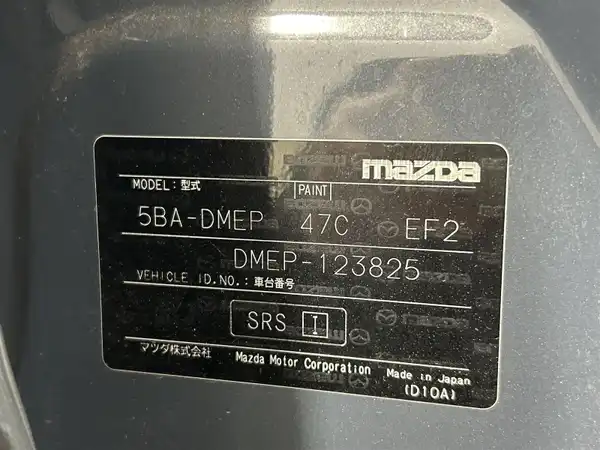 mazda
MODEL:型式 PAINT
5BA-DMEP 47C EF2
DMEP-123825
VEHICLE ID.NO.:車台番号
SRS I
マツダ株式会社 Mazda Motor Corporation Made in Japan
(D10A)